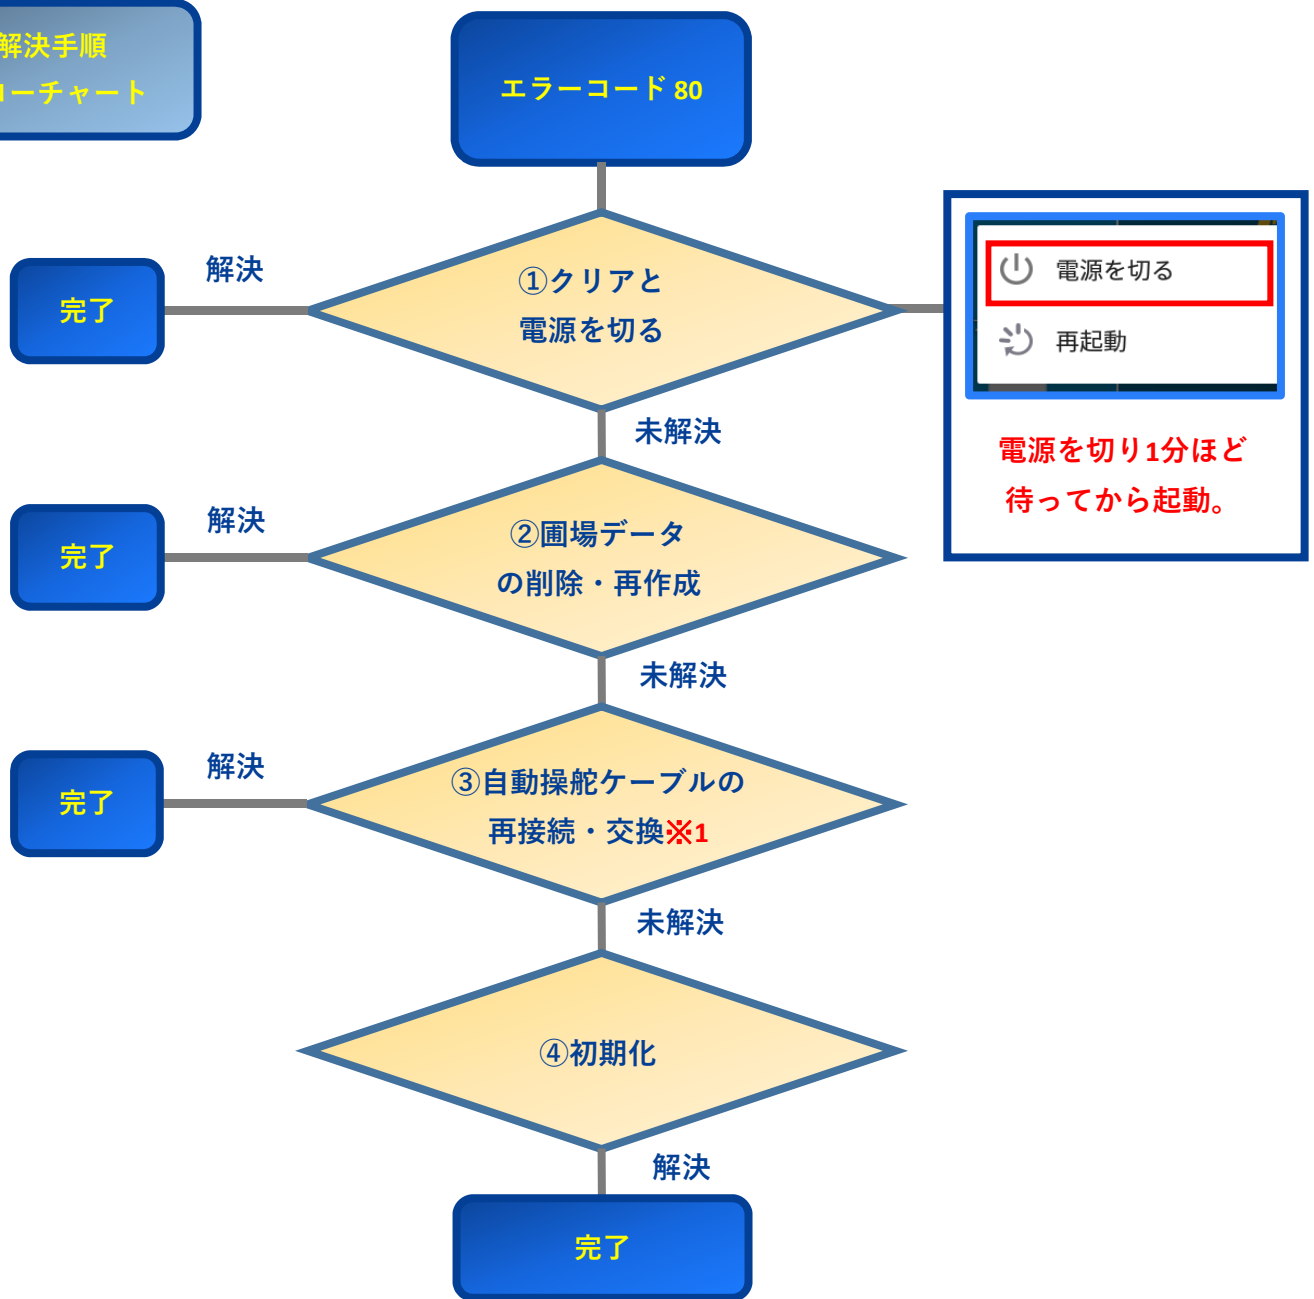 解決手順
ローチャート
エラーコード 80
①クリアと
電源を切る
解決
完了
電源を切る
再起動
電源を切り1分ほど
待ってから起動。
未解決
②圃場データ
の削除・再作成
解決
完了
未解決
③自動操舵ケーブルの
再接続・交換※1
解決
完了
未解決
④初期化
解決
完了